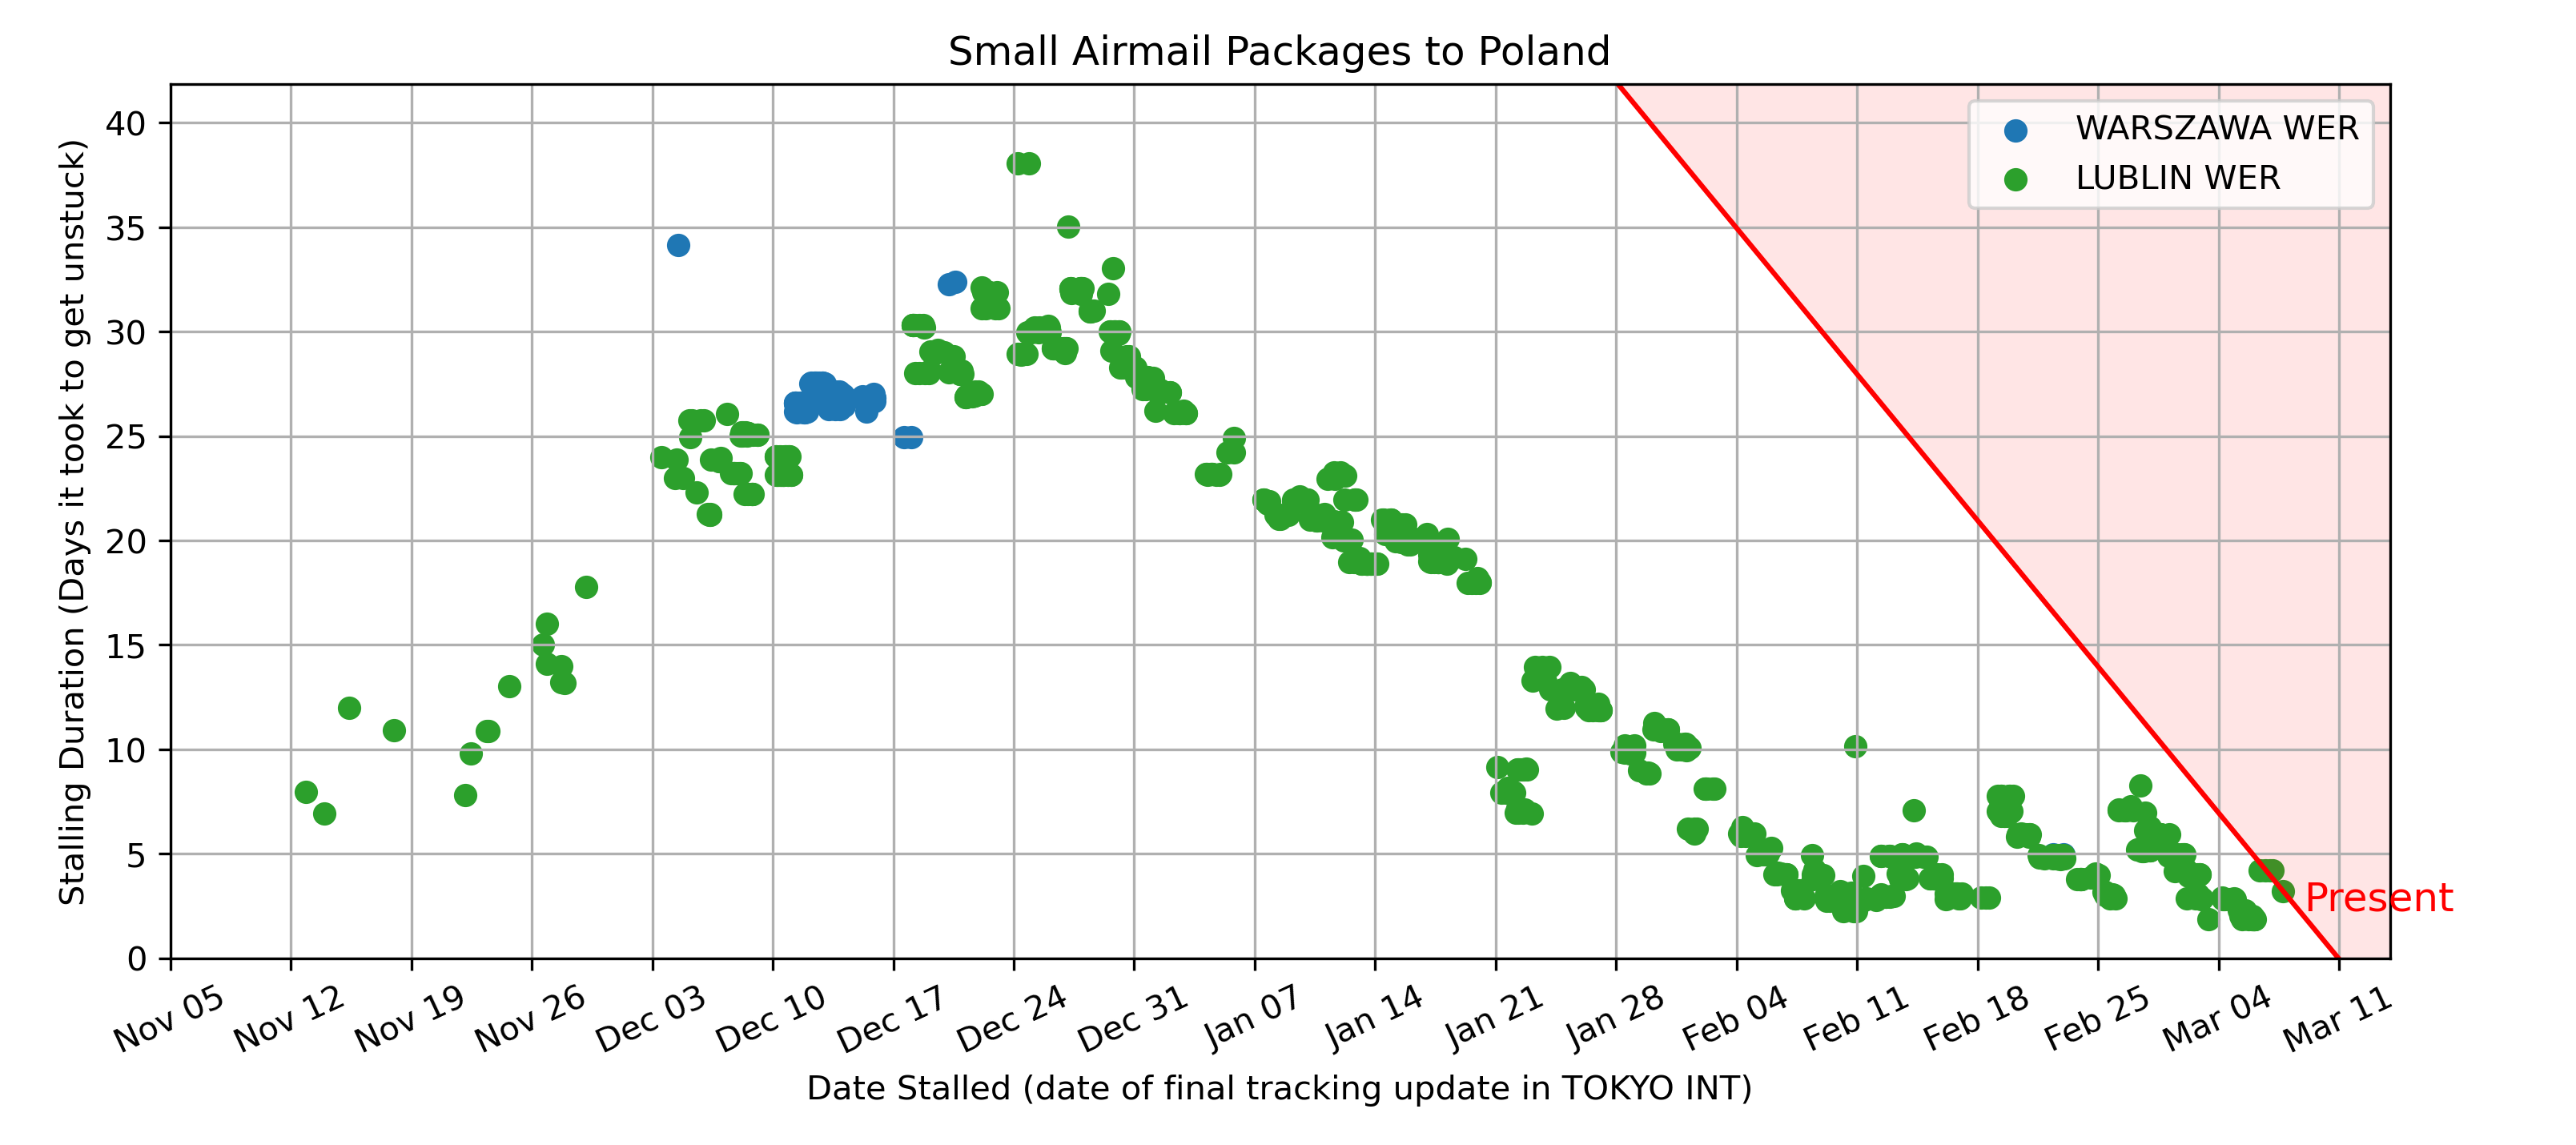 Small Airmail Packages to Poland
Stalling Duration (Days it took to get unstuck)
40
35
30
25
20
15
10
5
0
WARSZAWA WER
LUBLIN WER
Present
Nov 05
Nov 12
Nov 19
Nov 26
Dec 03
Dec 10
Dec 17
Dec 24
Dec 31
Jan 07
Jan 14
Jan 21
Jan 28
Feb 04
Feb 11
Feb 18
Feb 25
Mar 04
Mar 11
Date Stalled (date of final tracking update in TOKYO INT)